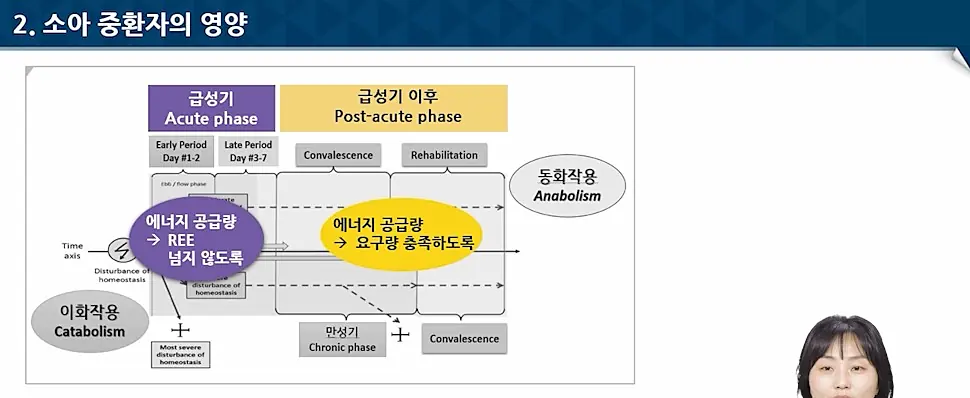 2. 소아 중환자의 영양
급성기
Acute phase
급성기 이후
Post-acute phase
Early Period
Day #1-2
Late Period
Day #3-7
Convalescence
Rehabilitation
Ebb / flow phase
동화작용
Anabolism
에너지 공급량
→ REE
넘지 않도록
에너지 공급량
→ 요구량 충족하도록
Time
axis
Disturbance of
homeostasis
disturbance of
homeostasis
이화작용
Catabolism
Most severe
disturbance of
homeostasis
만성기
Chronic phase
Convalescence